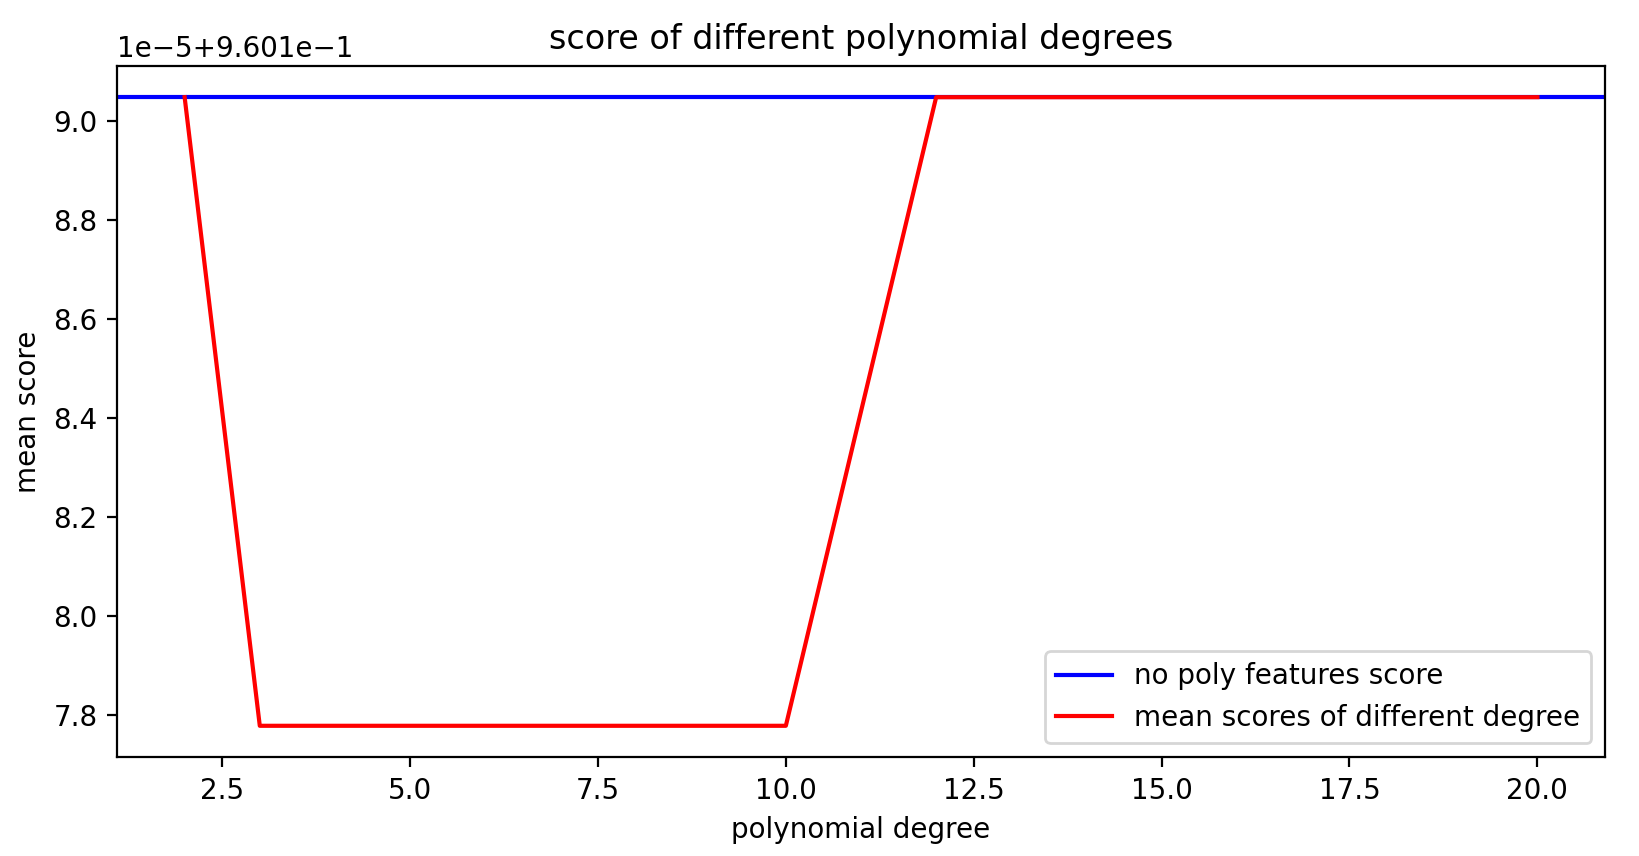 score of different polynomial degrees
1e−5+9.601e−1
9.0
8.8
8.6
8.4
8.2
8.0
7.8
mean score
2.5 5.0 7.5 10.0 12.5 15.0 17.5 20.0
polynomial degree
no poly features score
mean scores of different degree